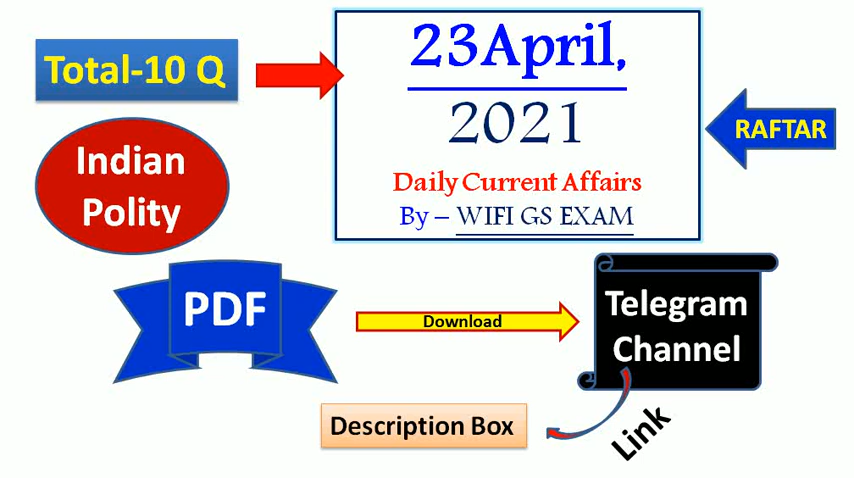 Total-10 Q
23April,
2021
Daily Current Affairs
By – WIFI GS EXAM
RAFTAR
Indian
Polity
PDF
Download
Telegram
Channel
Link
Description Box